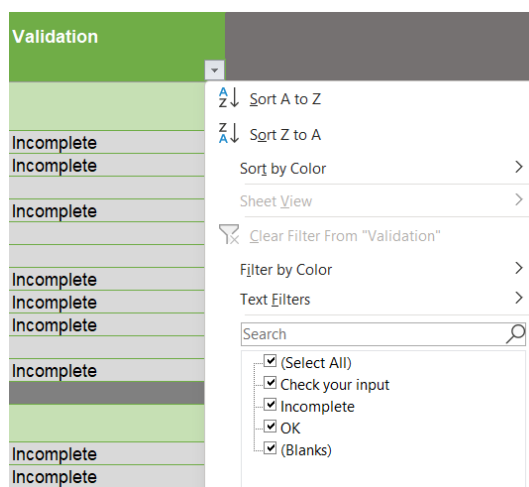 Validation
Sort A to Z
Sort Z to A
Incomplete
Incomplete
Sort by Color
Sheet View
Incomplete
Clear Filter From "Validation"
Filter by Color
Incomplete
Incomplete
Text Filters
Incomplete
Search
(Select All)
Incomplete
Check your input
Incomplete
OK
(Blanks)
Incomplete
Incomplete